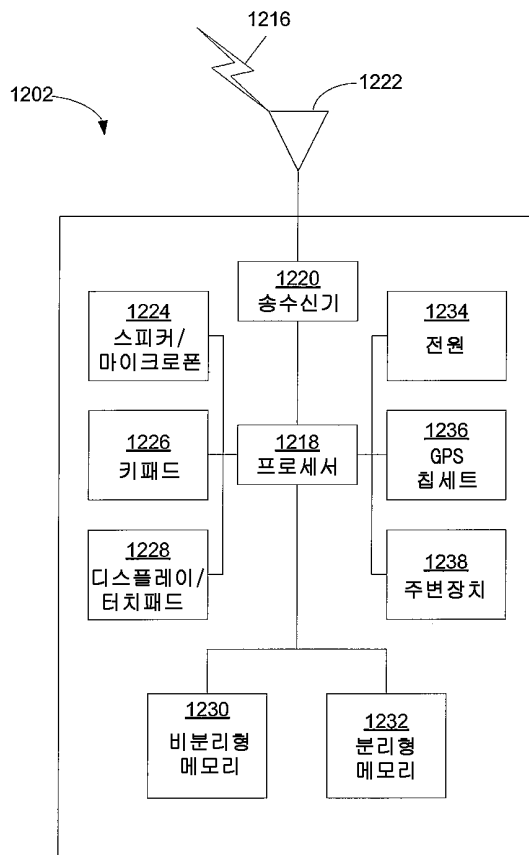 1216
1202
1222
1220
송수신기
1224
스피커/
마이크로폰
1234
전원
1226
키패드
1218
프로세서
1236
GPS
칩세트
1228
디스플레이/
터치패드
1238
주변장치
1230
비분리형
메모리
1232
분리형
메모리